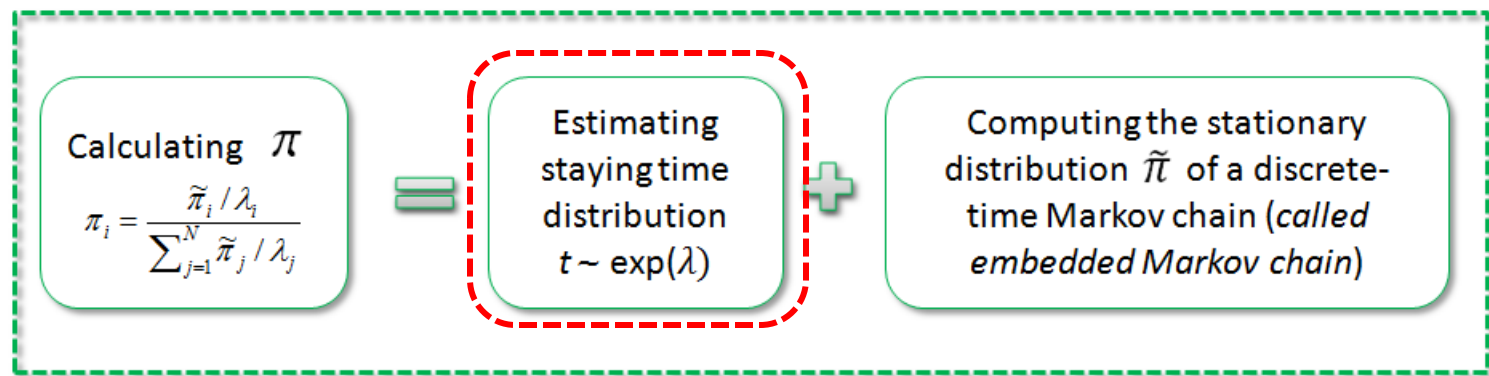 Calculating π
π_i = (π̃_i / λ_i) / (∑_{j=1}^{N} π̃_j / λ_j)
=
Estimating
staying time
distribution
t ~ exp(λ)
+
Computing the stationary
distribution π̃ of a discrete-
time Markov chain (called
embedded Markov chain)